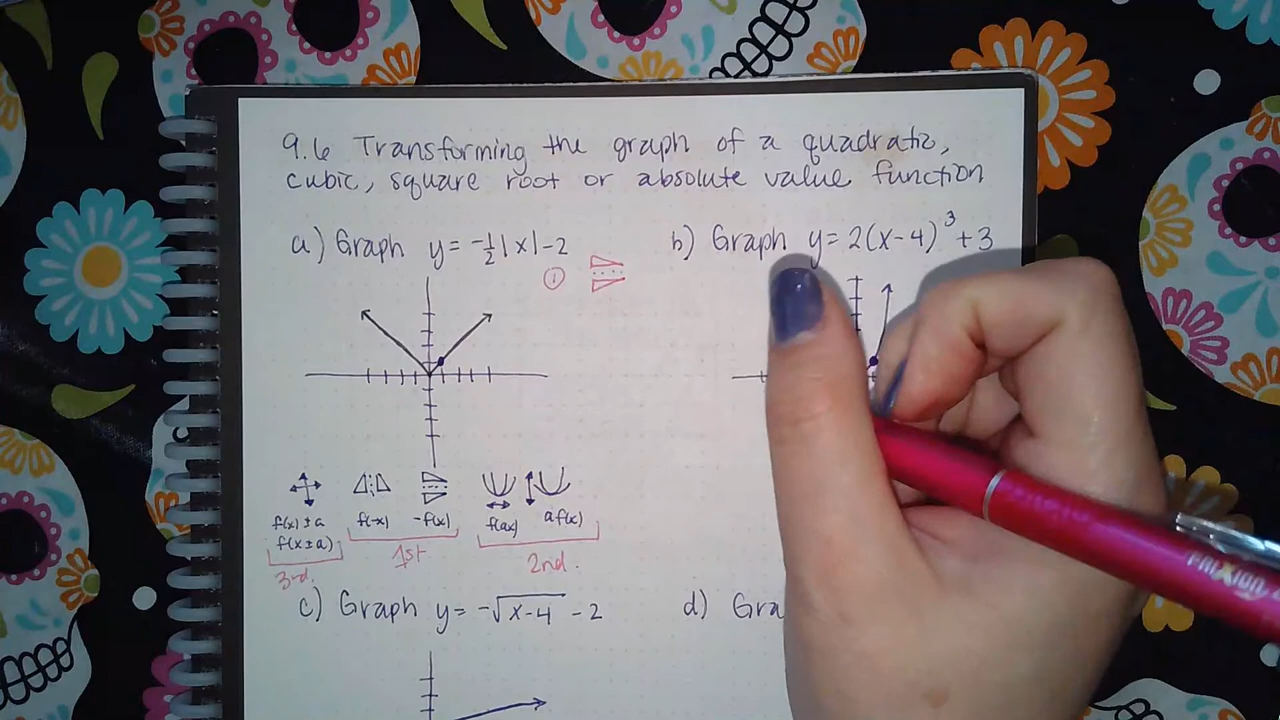 9.6 Transforming the graph of a quadratic,
cubic, square root or absolute value function
a) Graph y = -½|x|-2
①
b) Graph y = 2(x-4)³+3
f(x) ± a
f(x±a)
3rd.
f(-x)
-f(x)
1st
f(ax)
af(x)
2nd.
c) Graph y = -√x-4 - 2
d) Gra
FRIXION